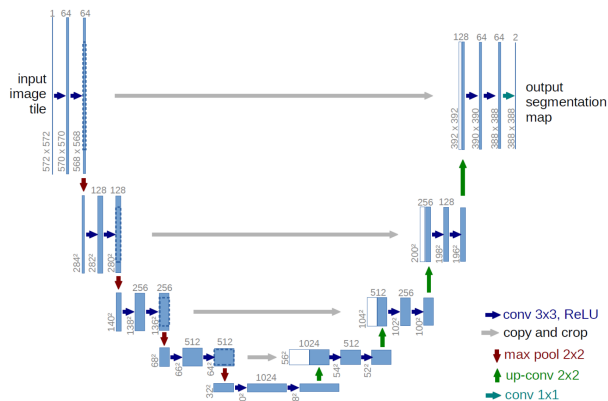 1 64 64
128 64 64 2
input
image
tile
output
segmentation
map
572 x 572
570 x 570
568 x 568
392 x 392
390 x 390
388 x 388
388 x 388
128 128
256 128
284²
282²
280²
200²
198²
196²
256 256
512 256
140²
138²
136²
104²
102²
100²
512 512
1024 512
68²
66²
64²
56²
54²
52²
1024
32²
conv 3x3, ReLU
copy and crop
max pool 2x2
up-conv 2x2
conv 1x1